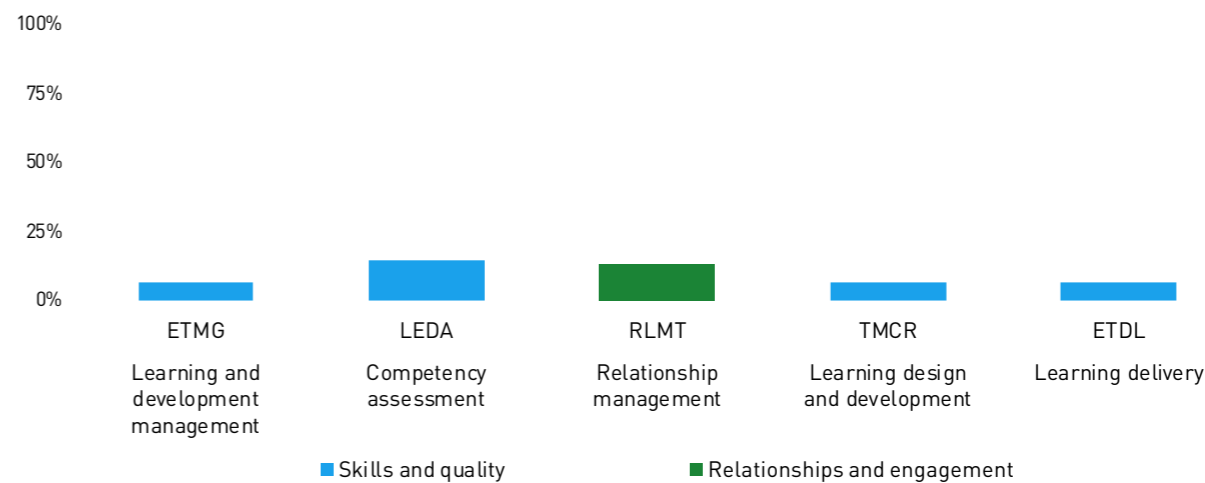 100%
75%
50%
25%
0%
ETMG
LEDA
RLMT
TMCR
ETDL
Learning and
development
management
Competency
assessment
Relationship
management
Learning design
and development
Learning delivery
Skills and quality
Relationships and engagement